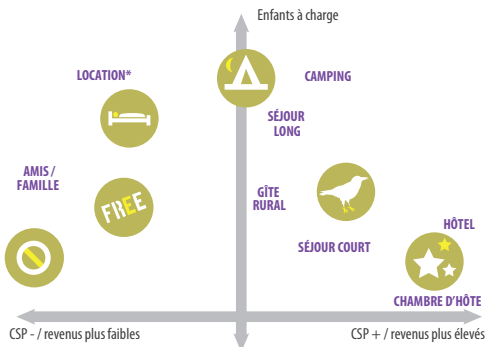 Enfants à charge
LOCATION*
CAMPING
SÉJOUR
LONG
AMIS /
FAMILLE
FREE
GÎTE
RURAL
SÉJOUR COURT
HÔTEL
CHAMBRE D'HÔTE
CSP - / revenus plus faibles
CSP + / revenus plus élevés